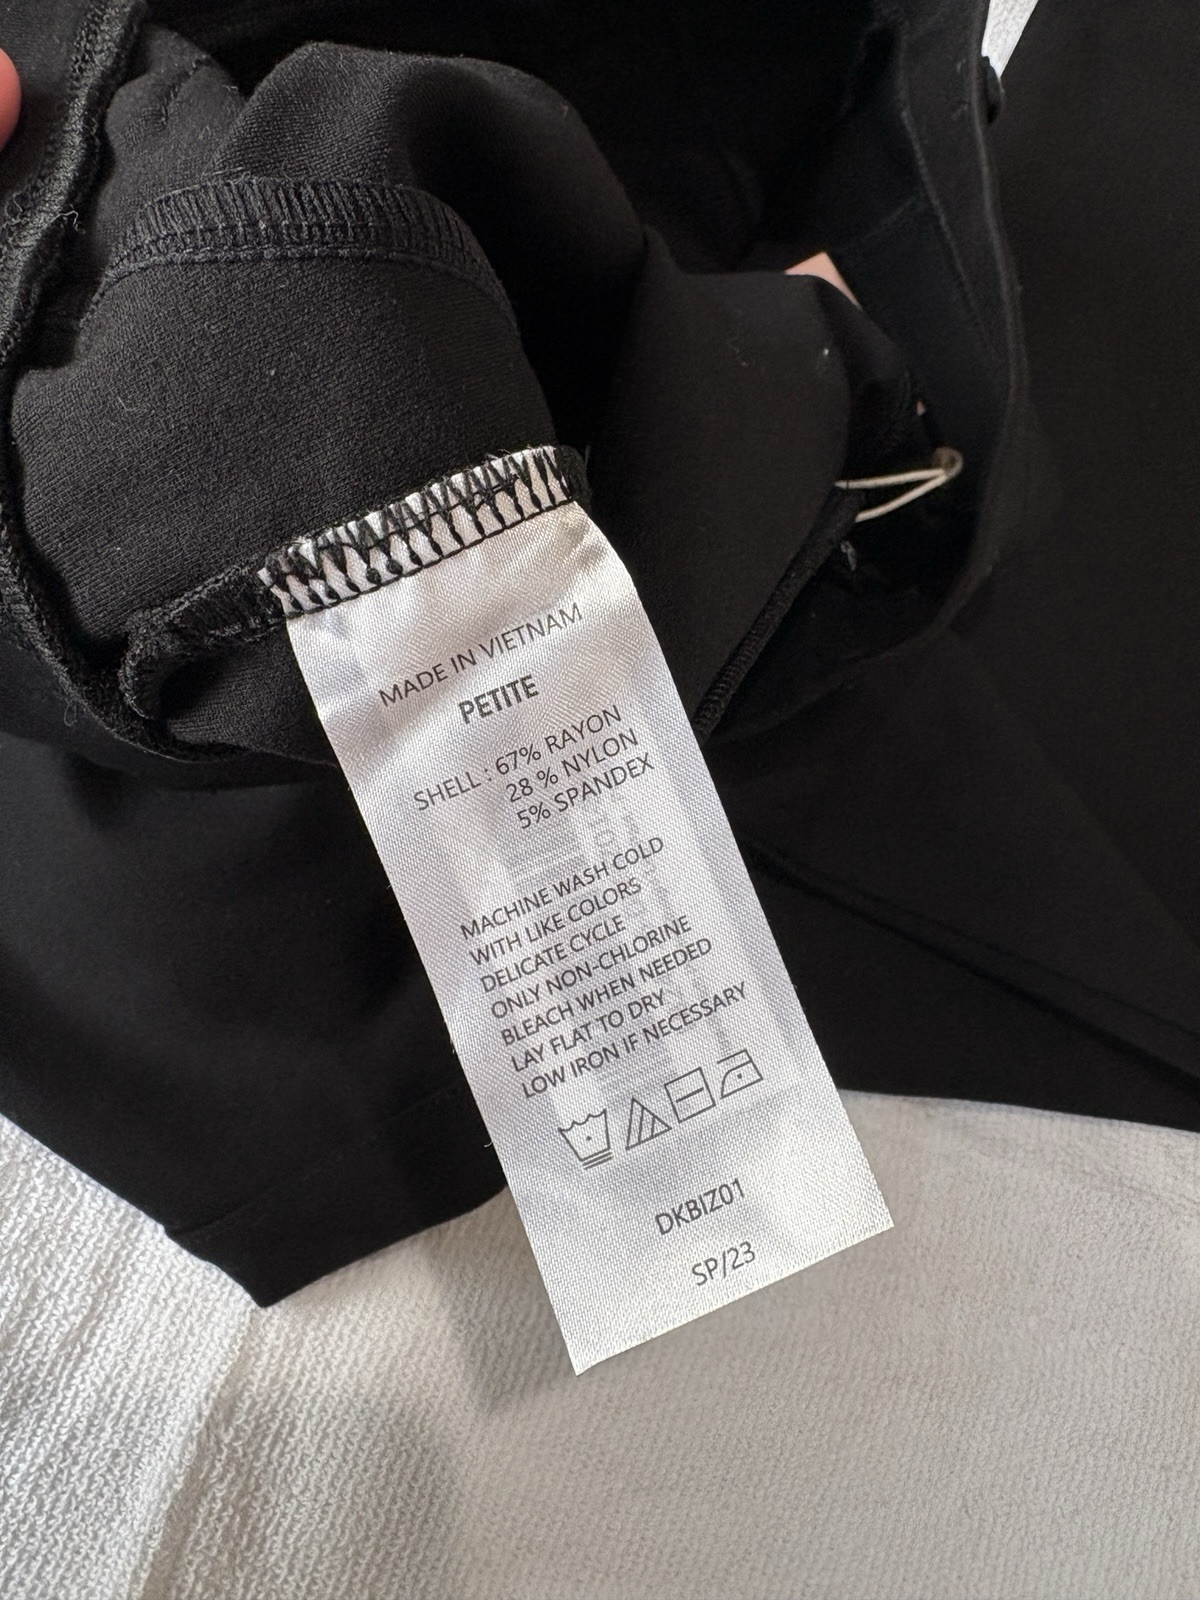 MADE IN VIETNAM
PETITE
SHELL : 67% RAYON
28 % NYLON
5% SPANDEX
MACHINE WASH COLD
WITH LIKE COLORS
DELICATE CYCLE
ONLY NON-CHLORINE
BLEACH WHEN NEEDED
LAY FLAT TO DRY
LOW IRON IF NECESSARY
DKBIZ01
SP/23